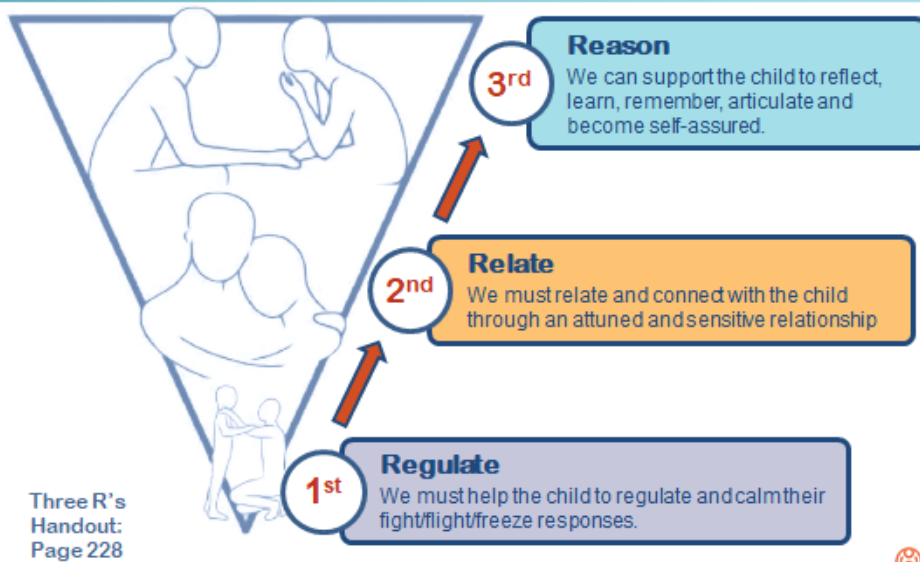 3rd
Reason
We can support the child to reflect,
learn, remember, articulate and
become self-assured.
2nd
Relate
We must relate and connect with the child
through an attuned and sensitive relationship
1st
Regulate
We must help the child to regulate and calm their
fight/flight/freeze responses.
Three R's
Handout:
Page 228